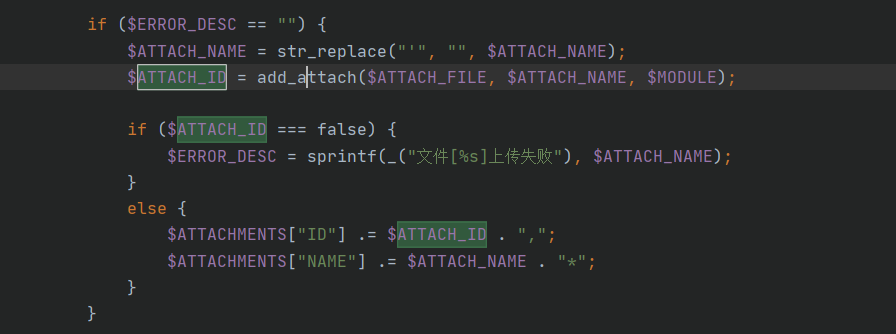 if ($ERROR_DESC == "") {
$ATTACH_NAME = str_replace("'", "", $ATTACH_NAME);
$ATTACH_ID = add_attach($ATTACH_FILE, $ATTACH_NAME, $MODULE);
if ($ATTACH_ID === false) {
$ERROR_DESC = sprintf(_("文件[%s]上传失败"), $ATTACH_NAME);
}
else {
$ATTACHMENTS["ID"] .= $ATTACH_ID . ",";
$ATTACHMENTS["NAME"] .= $ATTACH_NAME . "*";
}
}